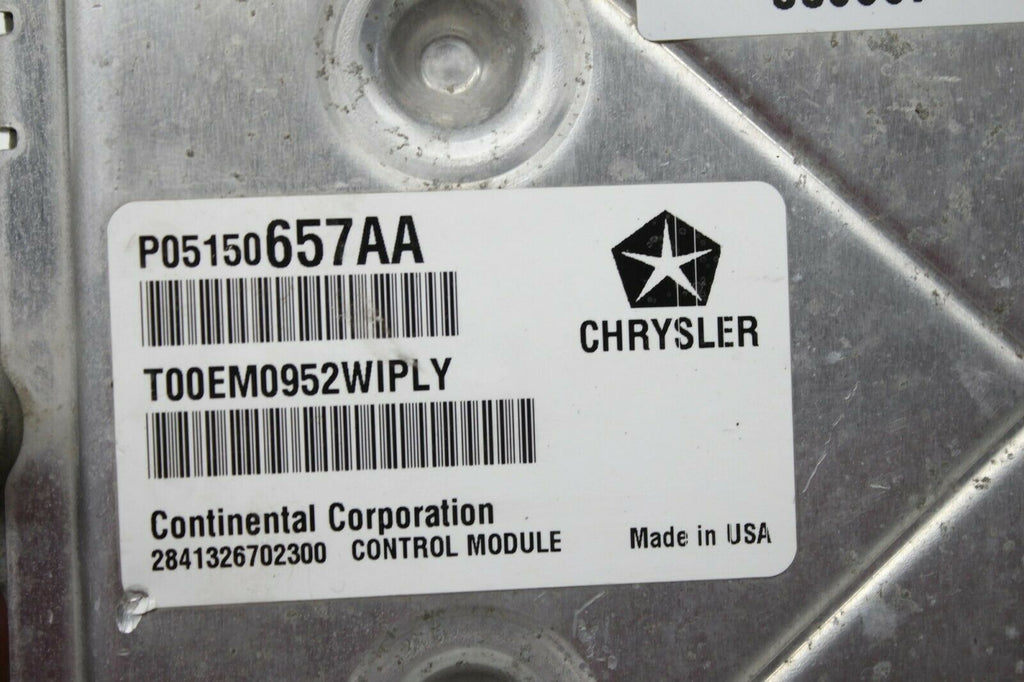 P05150657AA
CHRYSLER
T00EM0952WIPLY
Continental Corporation
2841326702300 CONTROL MODULE
Made in USA